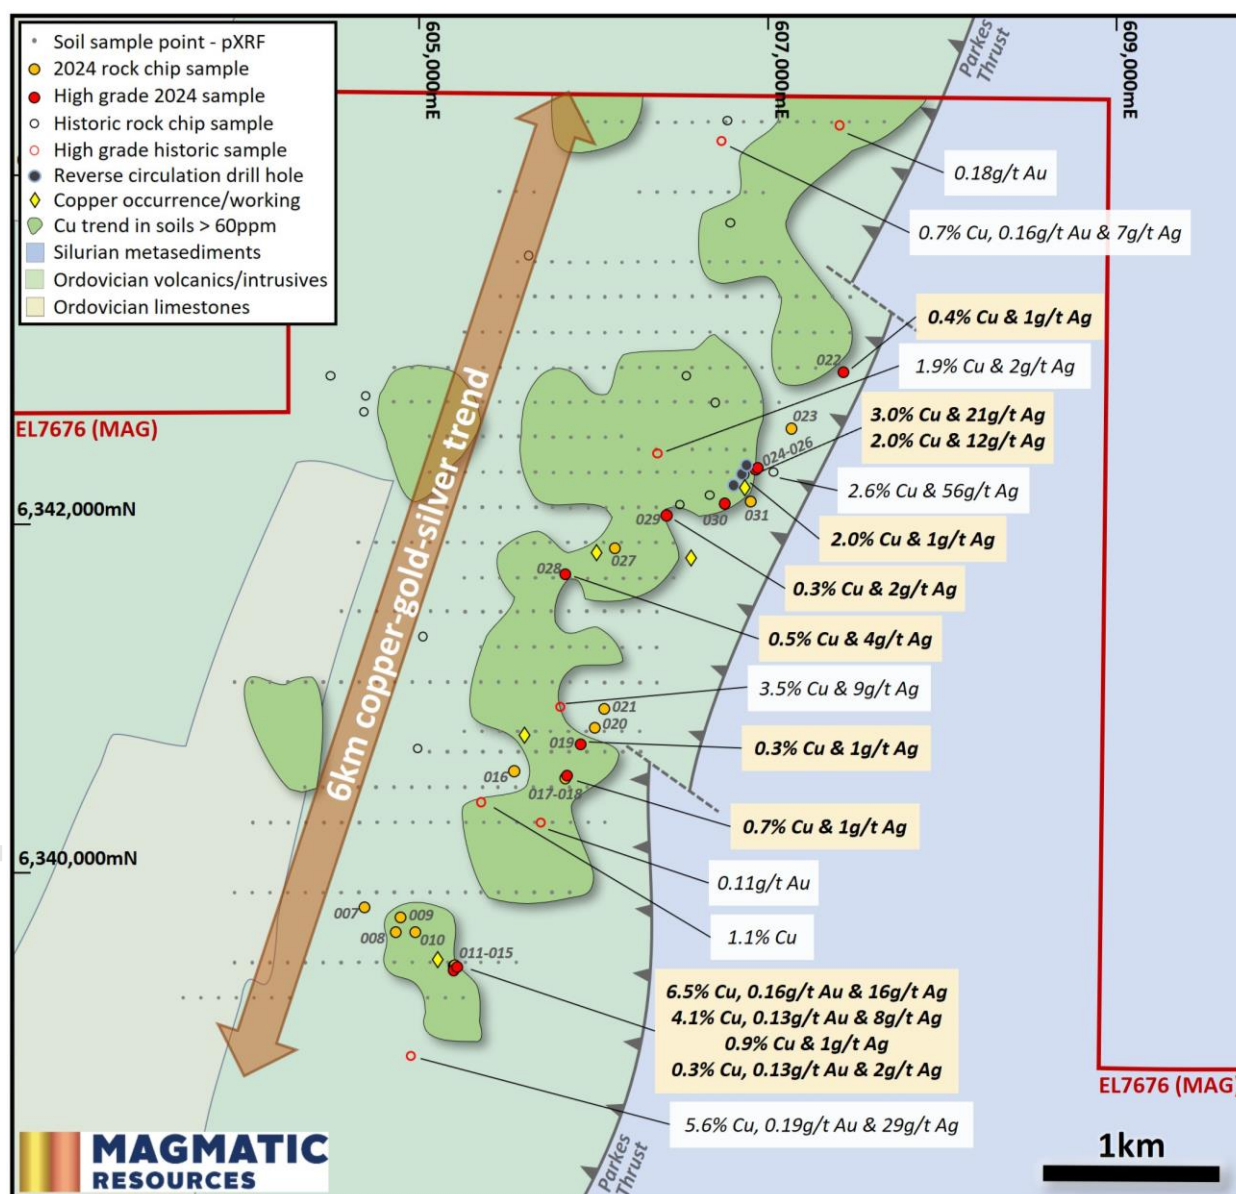 Soil sample point - pXRF
2024 rock chip sample
High grade 2024 sample
Historic rock chip sample
High grade historic sample
Reverse circulation drill hole
Copper occurrence/working
Cu trend in soils > 60ppm
Silurian metasediments
Ordovician volcanics/intrusives
Ordovician limestones
605,000mE
607,000mE
609,000mE
Parkes
Thrust
0.18g/t Au
0.7% Cu, 0.16g/t Au & 7g/t Ag
0.4% Cu & 1g/t Ag
022
1.9% Cu & 2g/t Ag
EL7676 (MAG)
023
3.0% Cu & 21g/t Ag
2.0% Cu & 12g/t Ag
024-026
2.6% Cu & 56g/t Ag
6,342,000mN
029
030
031
2.0% Cu & 1g/t Ag
027
028
0.3% Cu & 2g/t Ag
0.5% Cu & 4g/t Ag
6km copper-gold-silver trend
3.5% Cu & 9g/t Ag
021
020
019
0.3% Cu & 1g/t Ag
016
017-018
0.7% Cu & 1g/t Ag
6,340,000mN
0.11g/t Au
007
009
008
010
1.1% Cu
011-015
6.5% Cu, 0.16g/t Au & 16g/t Ag
4.1% Cu, 0.13g/t Au & 8g/t Ag
0.9% Cu & 1g/t Ag
0.3% Cu, 0.13g/t Au & 2g/t Ag
EL7676 (MAG)
5.6% Cu, 0.19g/t Au & 29g/t Ag
Parkes
Thrust
MAGMATIC
RESOURCES
1km